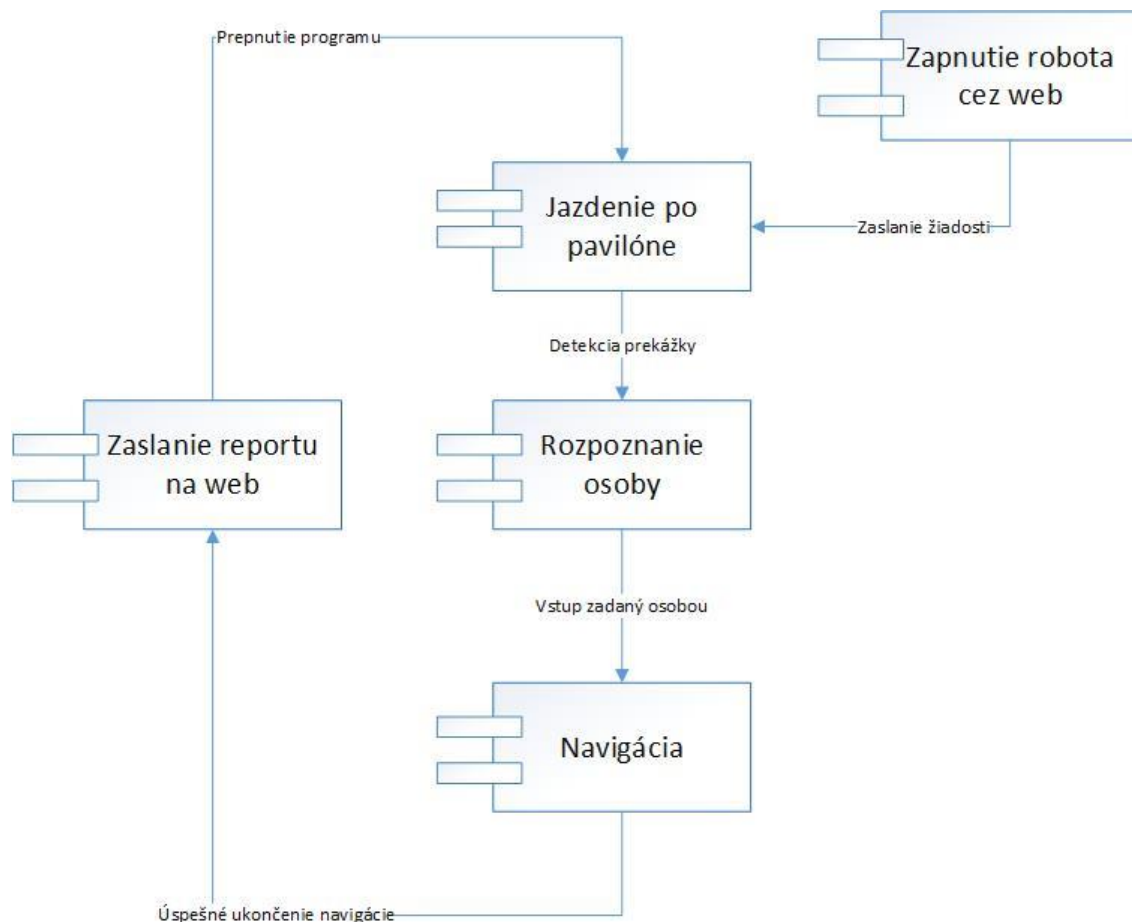 Prepnutie programu
Zapnutie robota
cez web
Jazdenie po
pavilóne
Zaslanie žiadosti
Detekcia prekážky
Zaslanie reportu
na web
Rozpoznanie
osoby
Vstup zadaný osobou
Navigácia
Úspešné ukončenie navigácie